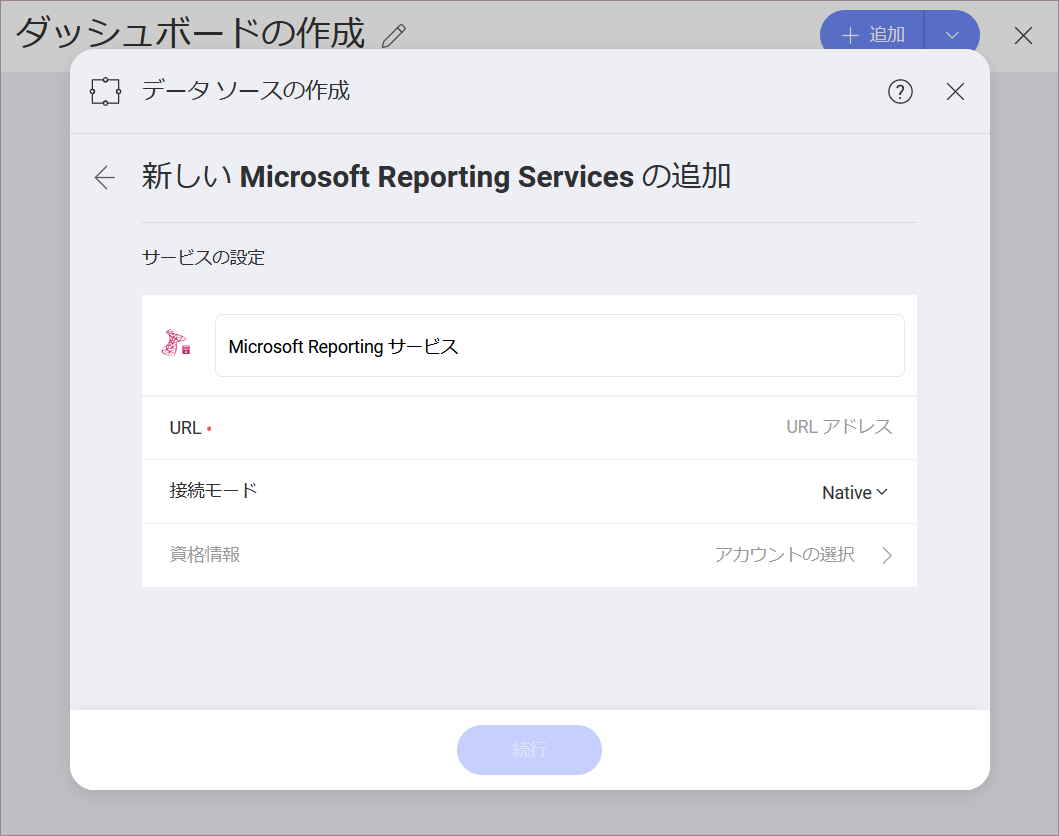 ダッシュボードの作成
追加
データ ソースの作成
新しい Microsoft Reporting Services の追加
サービスの設定
Microsoft Reporting サービス
URL
URL アドレス
接続モード
Native
資格情報
アカウントの選択
続行